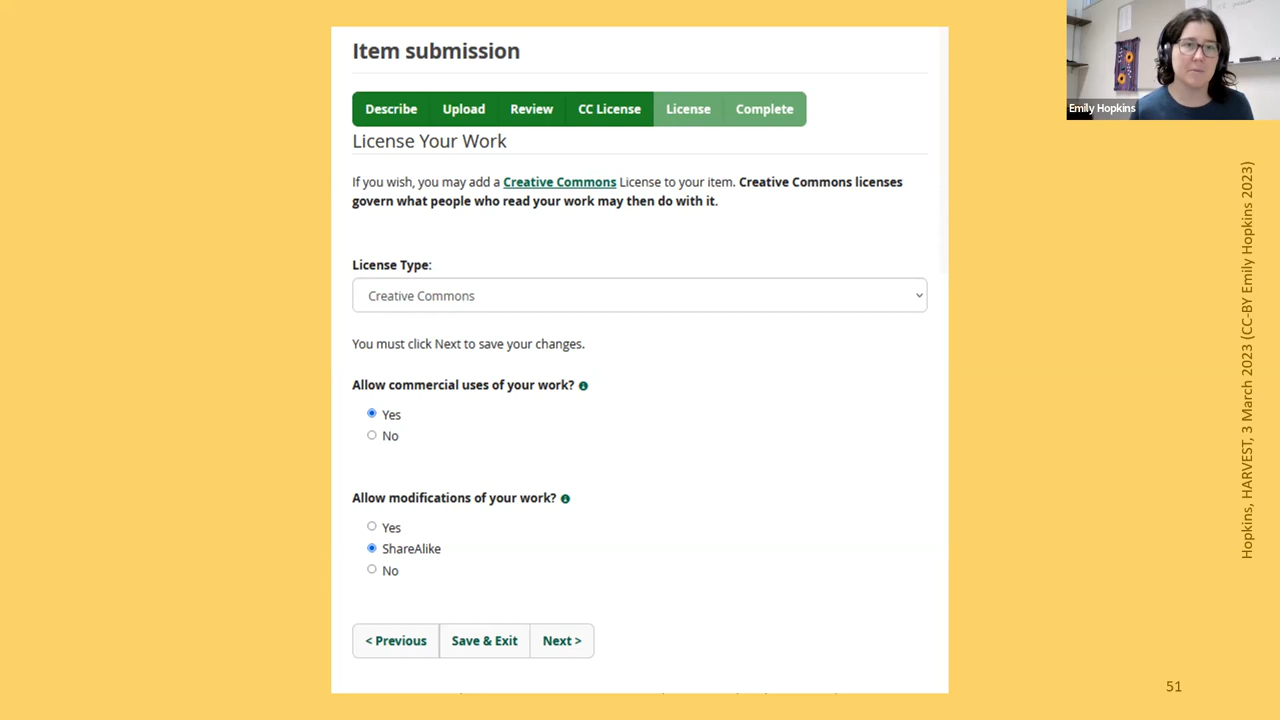 Item submission
Describe Upload Review CC License License Complete
License Your Work
If you wish, you may add a Creative Commons License to your item. Creative Commons licenses
govern what people who read your work may then do with it.
License Type:
Creative Commons
You must click Next to save your changes.
Allow commercial uses of your work?
Yes
No
Allow modifications of your work?
Yes
ShareAlike
No
< Previous Save & Exit Next >
Emily Hopkins
Hopkins, HARVEST, 3 March 2023 (CC-BY Emily Hopkins 2023)
51